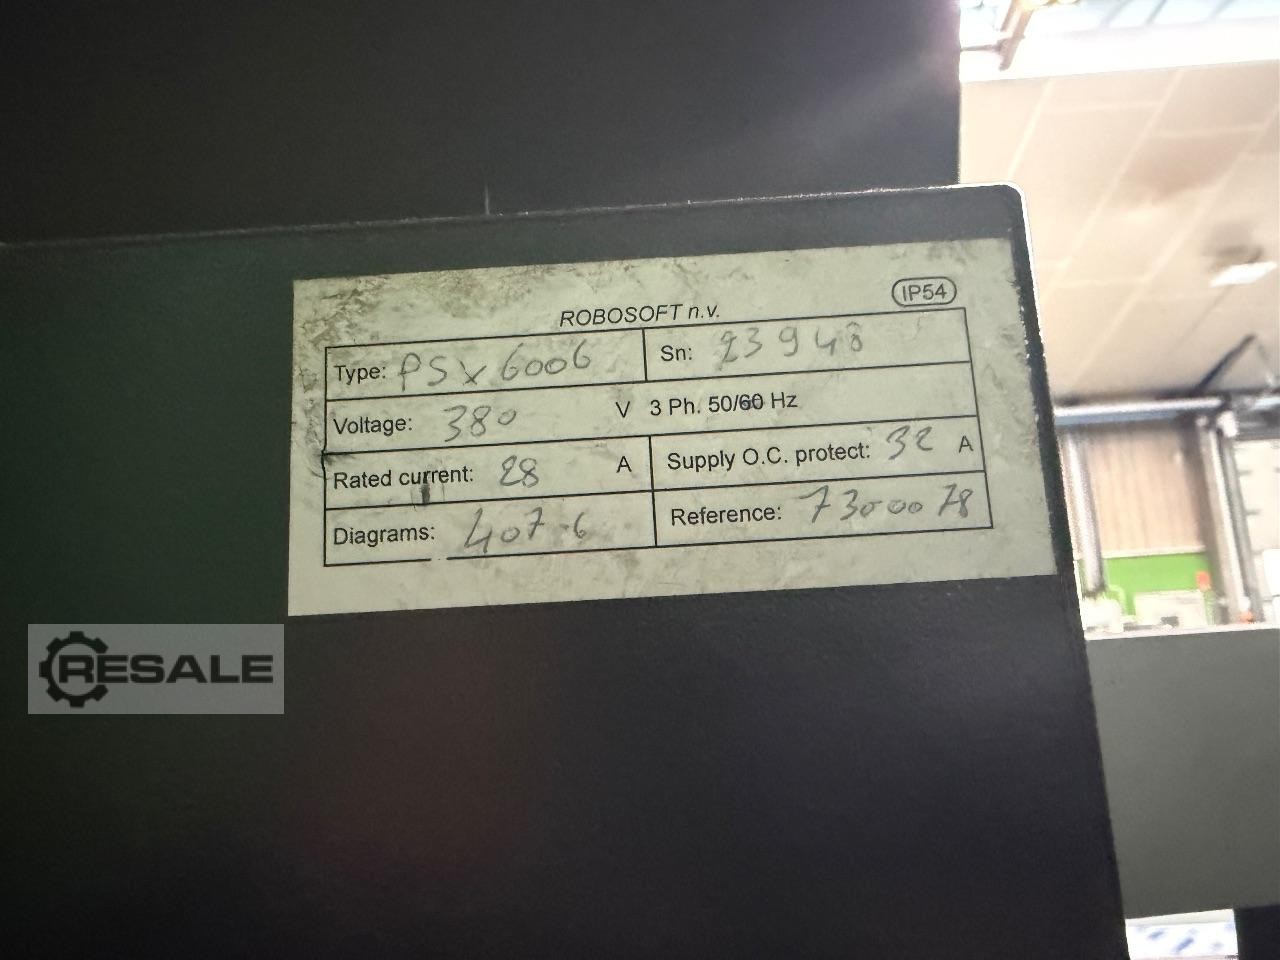 IP54
ROBOSOFT n.v.
Type: PSX6006 Sn: 23948
Voltage: 380 V 3 Ph. 50/60 Hz
Rated current: 28 A Supply O.C. protect: 32 A
Diagrams: 407-6 Reference: 7300078
RESALE